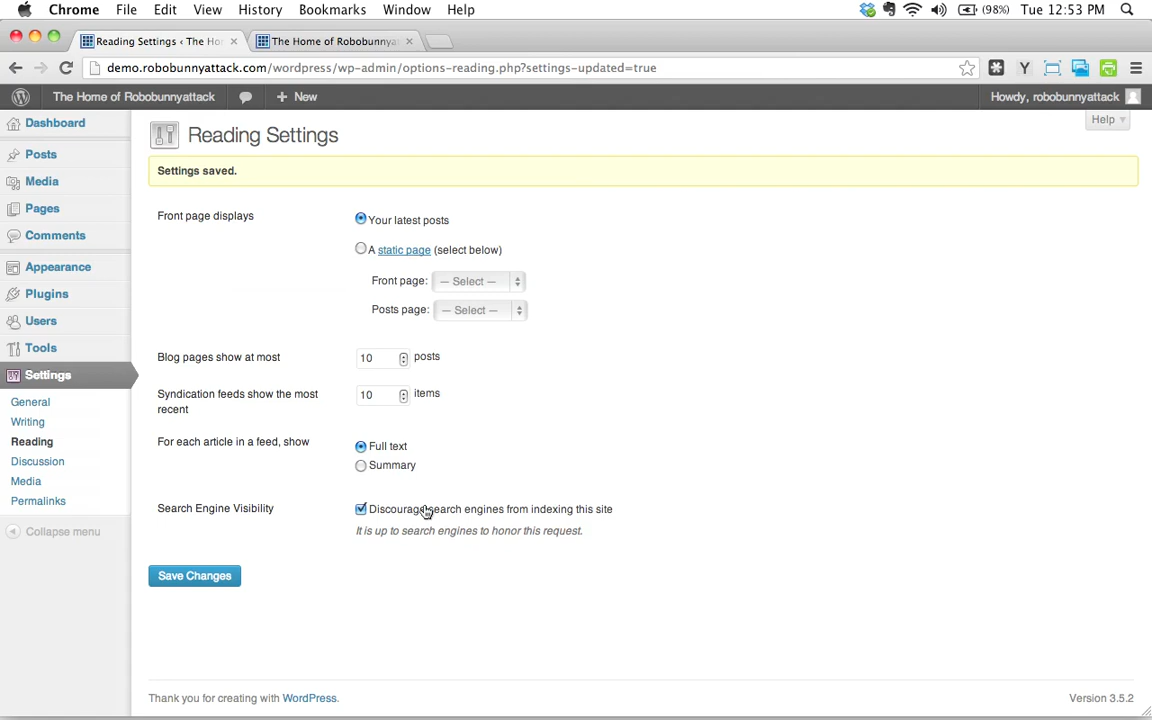 Chrome File Edit View History Bookmarks Window Help (98%) Tue 12:53 PM
Reading Settings ‹ The Ho
The Home of Robobunnya
demo.robobunnyattack.com/wordpress/wp-admin/options-reading.php?settings-updated=true
The Home of Robobunnyattack + New Howdy, robobunnyattack
Help
Dashboard
Posts
Media
Pages
Comments
Appearance
Plugins
Users
Tools
Settings
General
Writing
Reading
Discussion
Media
Permalinks
Collapse menu
Reading Settings
Settings saved.
Front page displays
Your latest posts
A static page (select below)
Front page: — Select —
Posts page: — Select —
Blog pages show at most 10 posts
Syndication feeds show the most recent 10 items
For each article in a feed, show
Full text
Summary
Search Engine Visibility
Discourage search engines from indexing this site
It is up to search engines to honor this request.
Save Changes
Thank you for creating with WordPress. Version 3.5.2